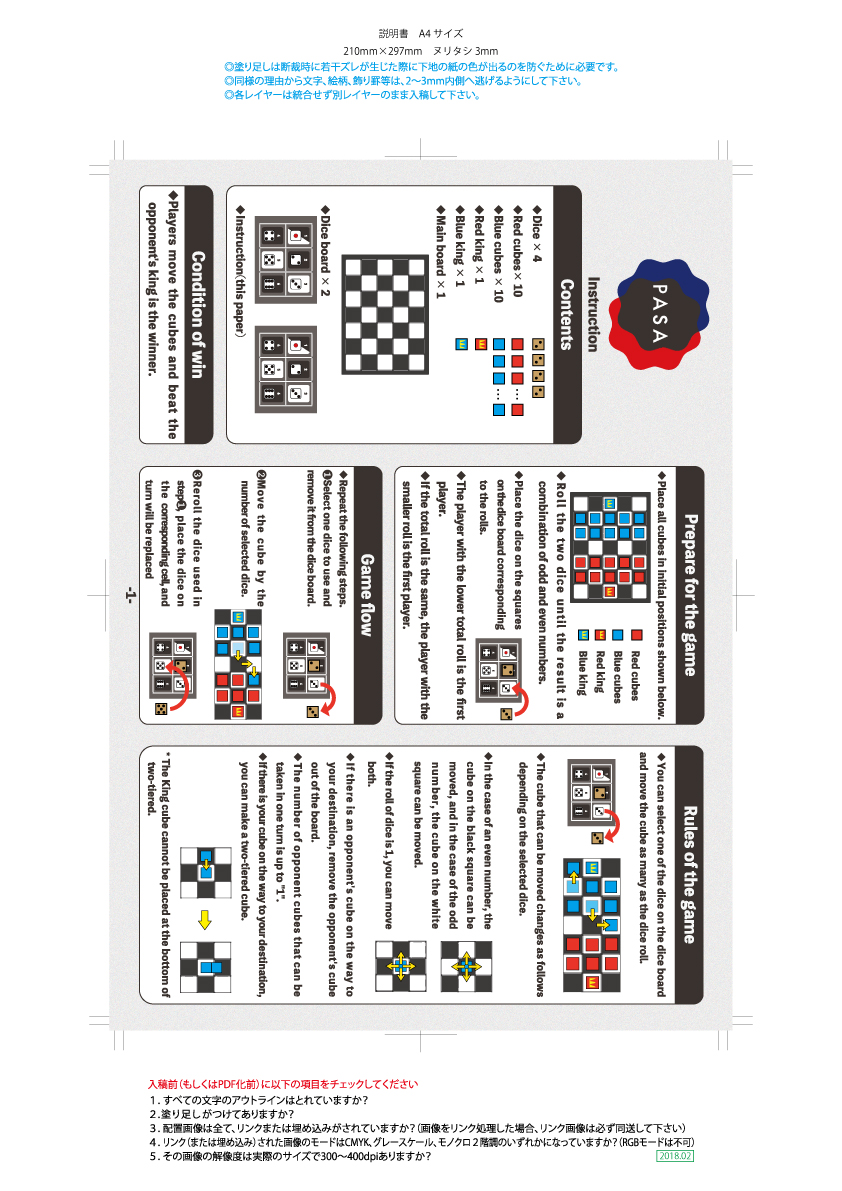 説明書　A4 サイズ
210mm×297mm　ヌリタシ 3mm
◎塗り足しは断裁時に若干ズレが生じた際に下地の紙の色が出るのを防ぐために必要です。
◎同様の理由から文字、絵柄、飾り罫等は、2〜3mm内側へ逃げるようにして下さい。
◎各レイヤーは統合せず別レイヤーのまま入稿して下さい。
PASA
Instruction
Contents
◆Dice × 4
◆Red cubes× 10
◆Blue cubes × 10
◆Red king × 1
◆Blue king × 1
◆Main board × 1
◆Dice board × 2
◆Instruction(this paper)
Condition of win
◆Players move the cubes and beat the
opponent's king is the winner.
Prepare for the game
◆Place all cubes in initial positions shown below.
Red cubes
Blue cubes
Red king
Blue king
◆Roll the two dice until the result is a
combination of odd and even numbers.
◆Place the dice on the squares
on the dice board corresponding
to the rolls.
◆The player with the lower total roll is the first
player.
◆If the total roll is the same, the player with the
smaller roll is the first player.
Game flow
◆Repeat the following steps.
❶Select one dice to use and
remove it from the dice board.
❷Move the cube by the
number of selected dice.
❸Reroll the dice used in
step❷, place the dice on
the corresponding cell, and
turn will be replaced
-1-
Rules of the game
◆You can select one of the dice on the dice board
and move the cube as many as the dice roll.
◆The cube that can be moved changes as follows
depending on the selected dice.
◆In the case of an even number, the
cube on the black square can be
moved, and in the case of the odd
number, the cube on the white
square can be moved.
◆If the roll of dice is 1, you can move
both.
◆If there is an opponent's cube on the way to
your destination, remove the opponent's cube
out of the board.
◆The number of opponent cubes that can be
taken in one turn is up to "1".
◆If there is your cube on the way to your destination,
you can make a two-tiered cube.
* The King cube cannot be placed at the bottom of
two-tiered.
入稿前（もしくはPDF化前）に以下の項目をチェックしてください
１．すべての文字のアウトラインはとれていますか？
２．塗り足しがつけてありますか？
３．配置画像は全て、リンクまたは埋め込みがされていますか？（画像をリンク処理した場合、リンク画像は必ず同送して下さい）
４．リンク（または埋め込み）された画像のモードはCMYK、グレースケール、モノクロ２階調のいずれかになっていますか？（RGBモードは不可）
５．その画像の解像度は実際のサイズで300〜400dpiありますか？
2018.02